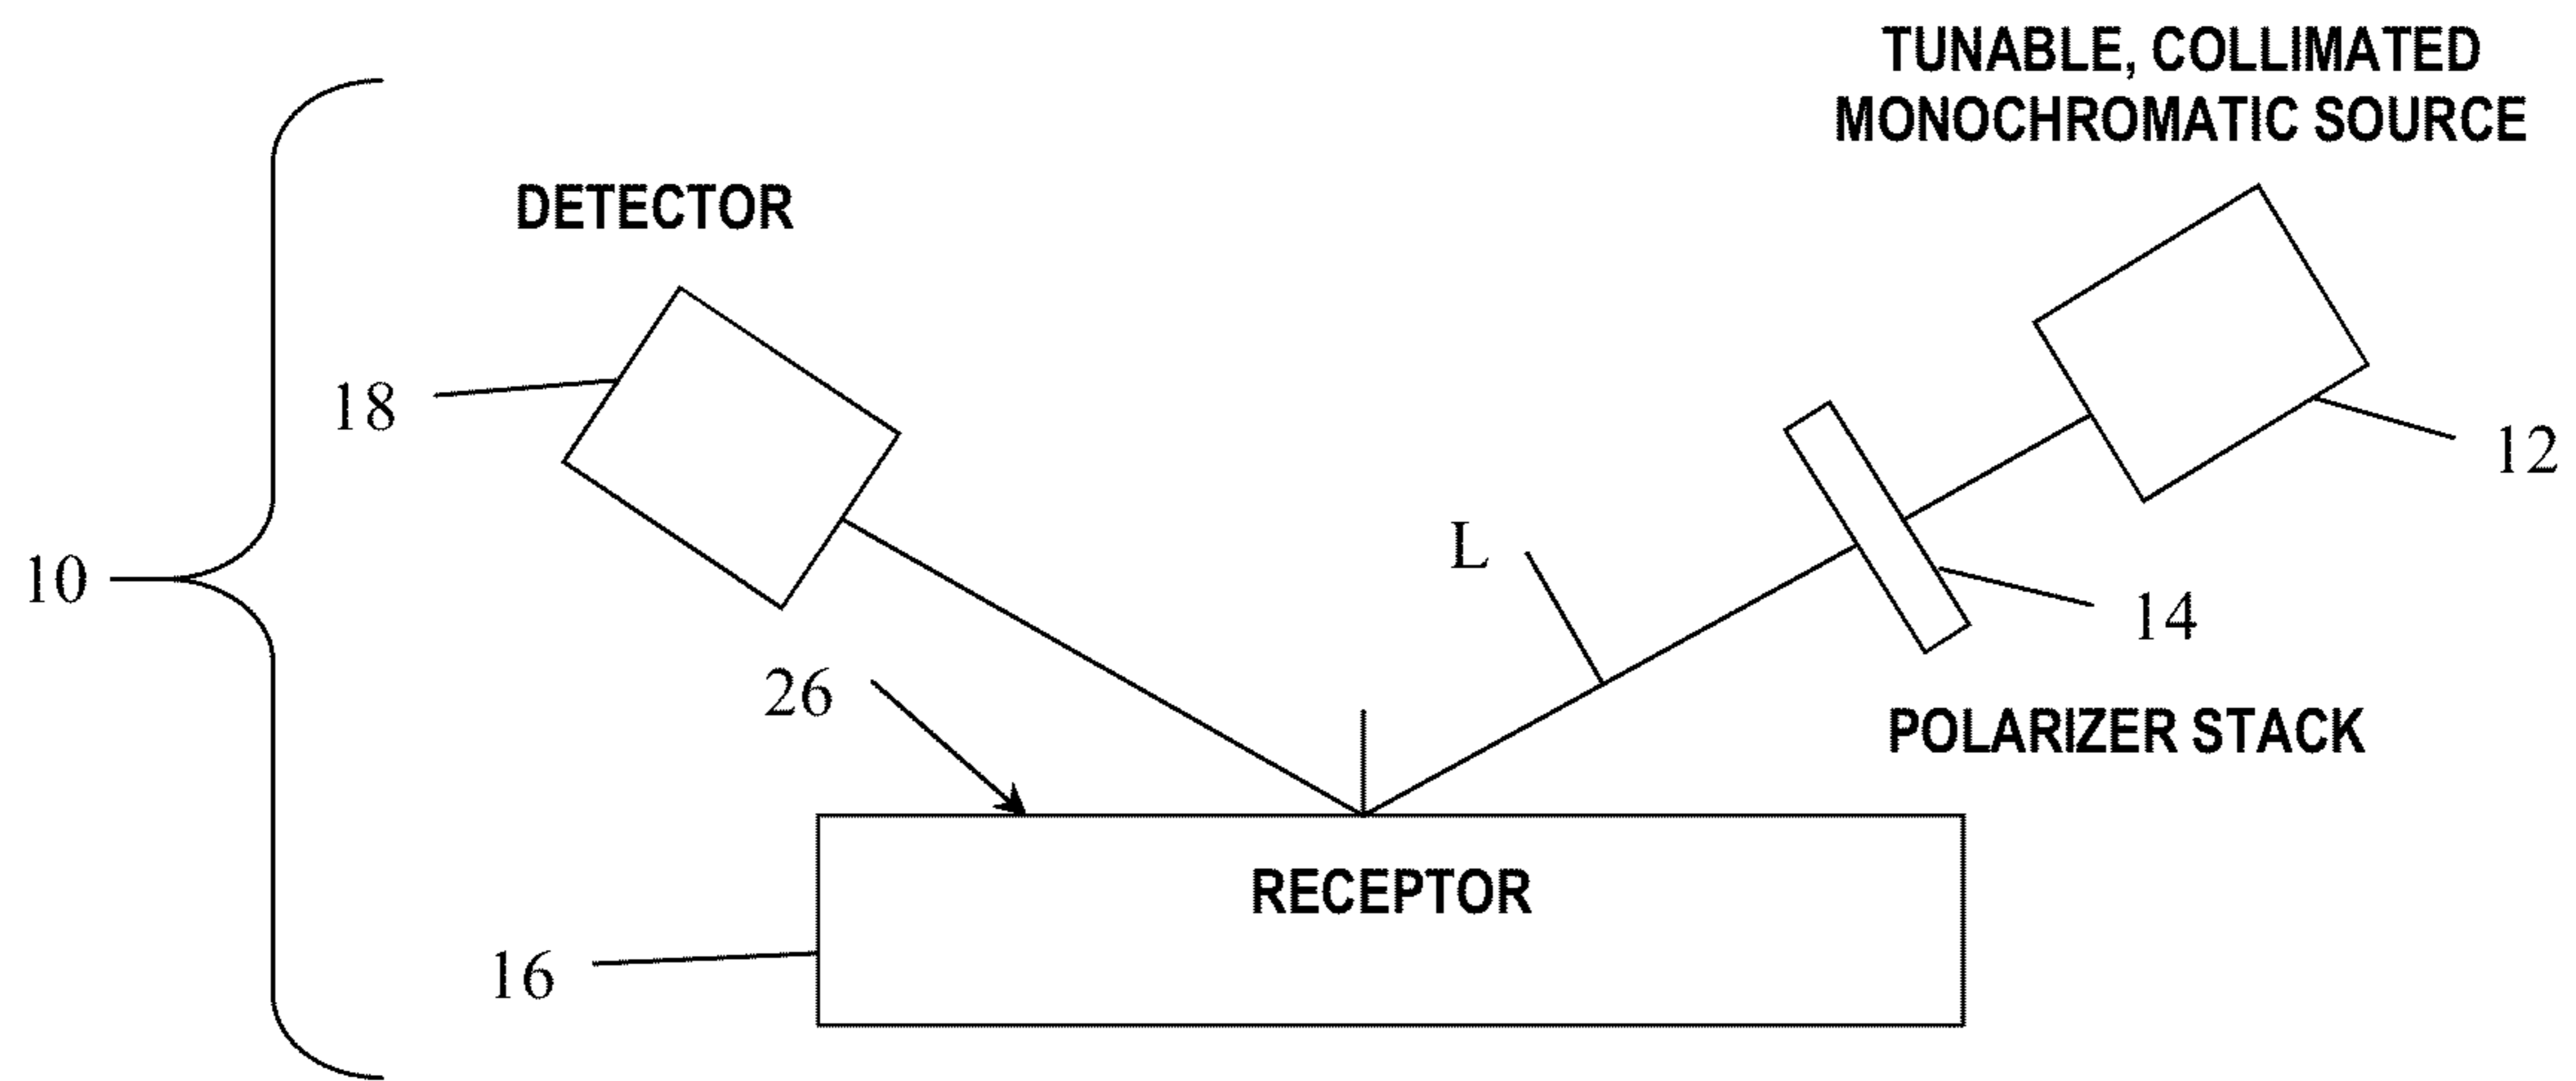 TUNABLE, COLLIMATED
MONOCHROMATIC SOURCE
DETECTOR
18
12
10
L
14
26
POLARIZER STACK
RECEPTOR
16